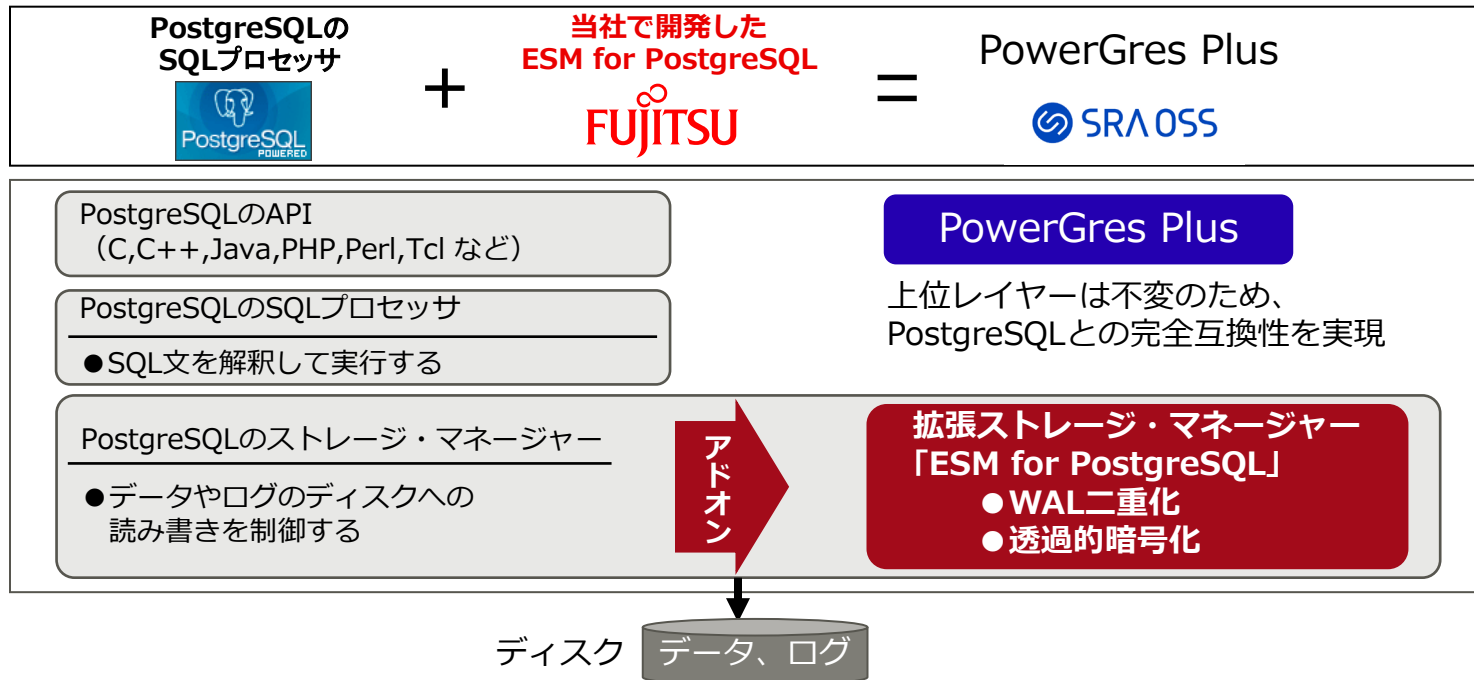 PostgreSQLの
SQLプロセッサ
PostgreSQL
POWERED
+
当社で開発した
ESM for PostgreSQL
FUJITSU
=
PowerGres Plus
SRA OSS
PostgreSQLのAPI
（C,C++,Java,PHP,Perl,Tcl など）
PostgreSQLのSQLプロセッサ
●SQL文を解釈して実行する
PowerGres Plus
上位レイヤーは不変のため、
PostgreSQLとの完全互換性を実現
PostgreSQLのストレージ・マネージャー
●データやログのディスクへの
読み書きを制御する
アドオン
拡張ストレージ・マネージャー
「ESM for PostgreSQL」
●WAL二重化
●透過的暗号化
ディスク
データ、ログ